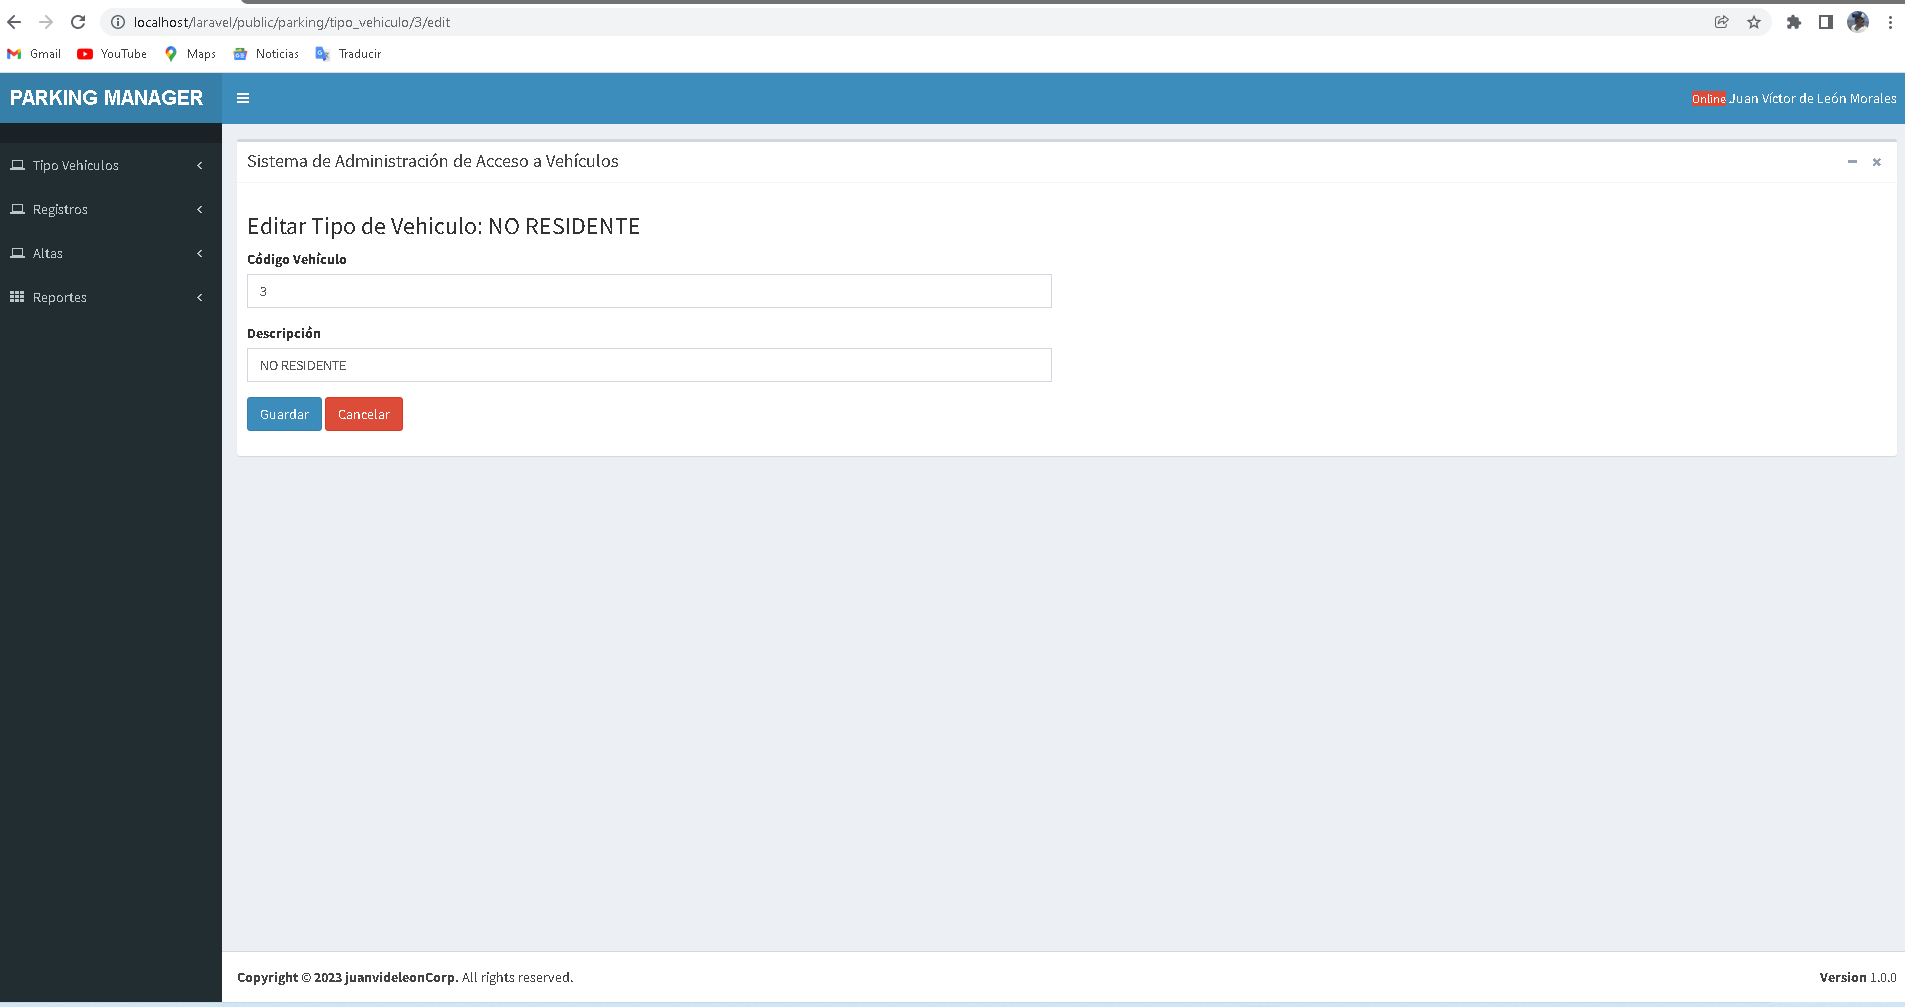 localhost/laravel/public/parking/tipo_vehiculo/3/edit
Gmail YouTube Maps Noticias Traducir
PARKING MANAGER
Online Juan Víctor de León Morales
Tipo Vehiculos
Registros
Altas
Reportes
Sistema de Administración de Acceso a Vehículos
Editar Tipo de Vehiculo: NO RESIDENTE
Código Vehículo
3
Descripción
NO RESIDENTE
Guardar Cancelar
Copyright © 2023 juanvideleonCorp. All rights reserved.
Version 1.0.0